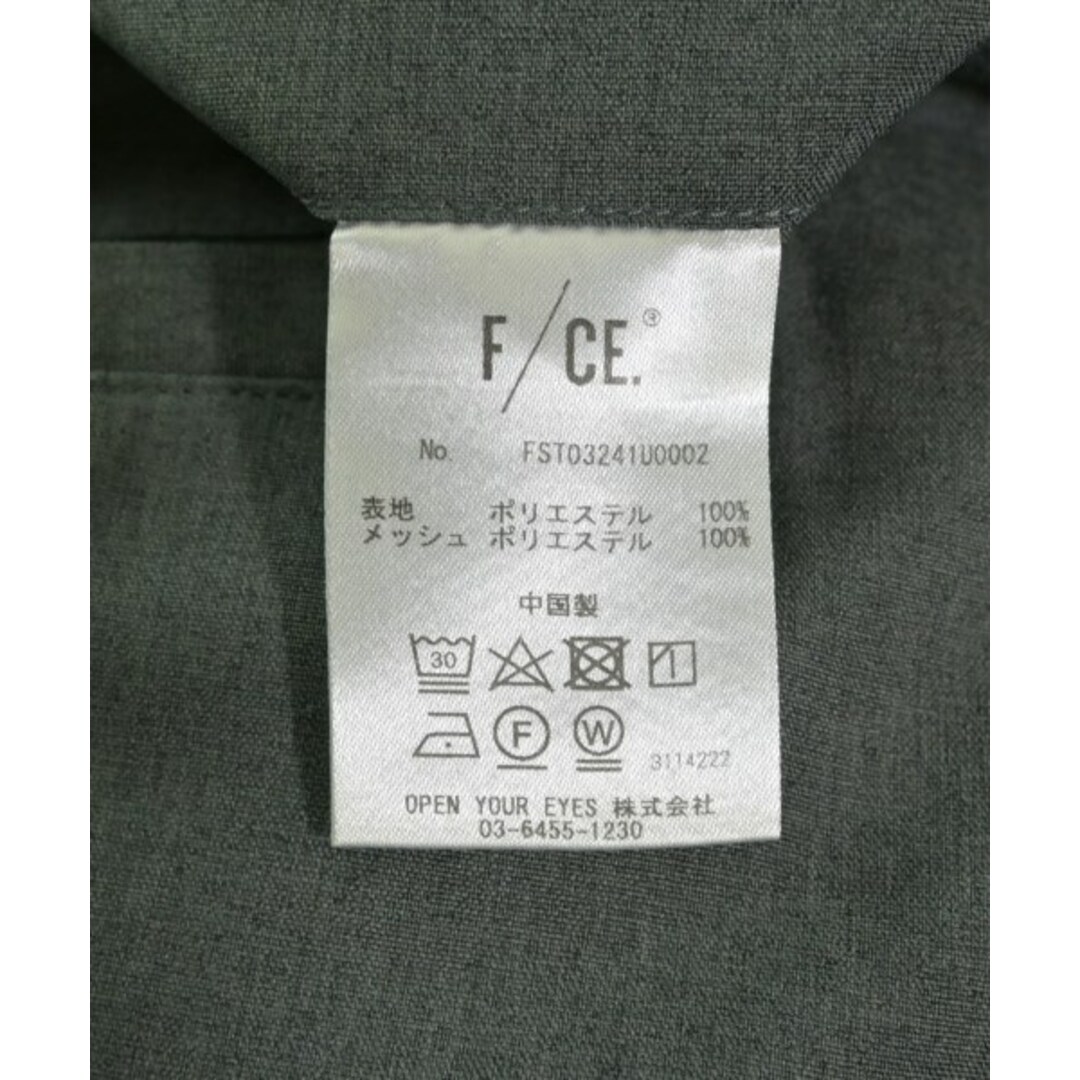 F/CE.®
No. FST03241U0002
表地 ポリエステル 100%
メッシュ ポリエステル 100%
中国製
30
F W 3114222
OPEN YOUR EYES 株式会社
03-6455-1230